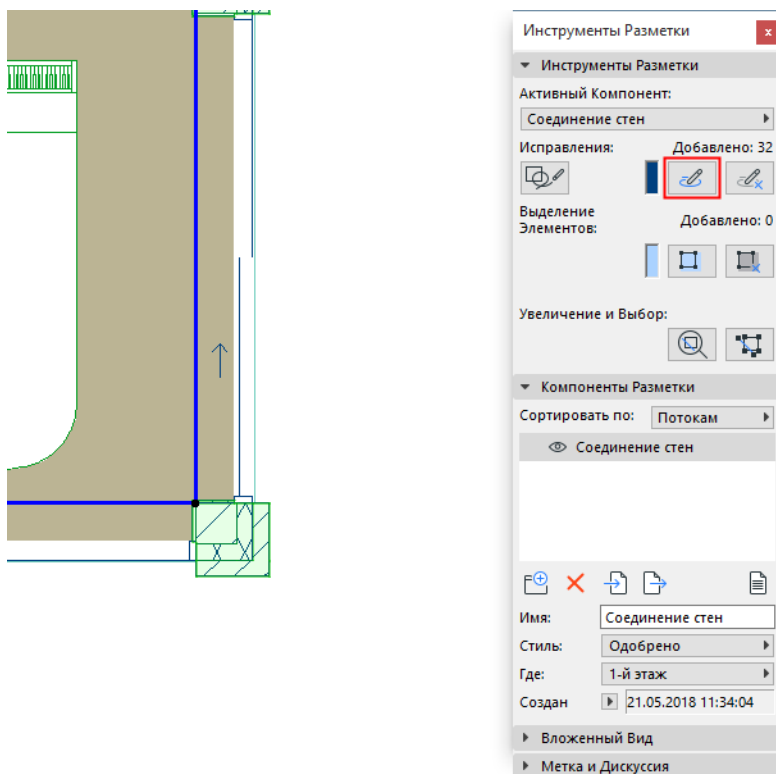 Инструменты Разметки
x
Инструменты Разметки
Активный Компонент:
Соединение стен
Исправления: Добавлено: 32
Выделение Элементов: Добавлено: 0
Увеличение и Выбор:
Компоненты Разметки
Сортировать по: Потокам
Соединение стен
Имя: Соединение стен
Стиль: Одобрено
Где: 1-й этаж
Создан 21.05.2018 11:34:04
Вложенный Вид
Метка и Дискуссия